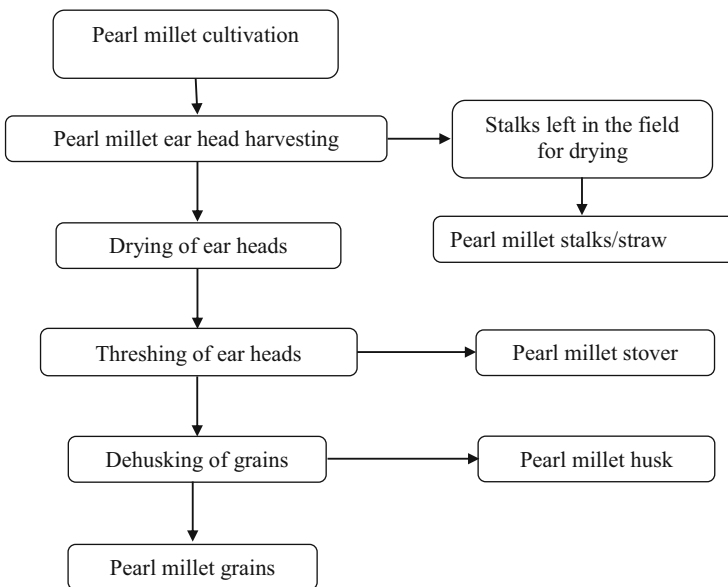 Pearl millet cultivation
Pearl millet ear head harvesting
Stalks left in the field
for drying
Drying of ear heads
Pearl millet stalks/straw
Threshing of ear heads
Pearl millet stover
Dehusking of grains
Pearl millet husk
Pearl millet grains